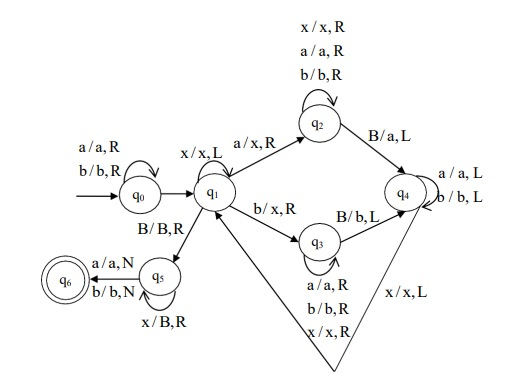 x/x, R
a/a, R
b/b, R
q2
B/a, L
a/a, R
b/b, R
x/x, L
a/x, R
a/a, L
b/b, L
q0
q1
q4
B/B, R
b/x, R
B/b, L
q3
a/a, N
b/b, N
q6
q5
x/B, R
a/a, R
b/b, R
x/x, R
x/x, L